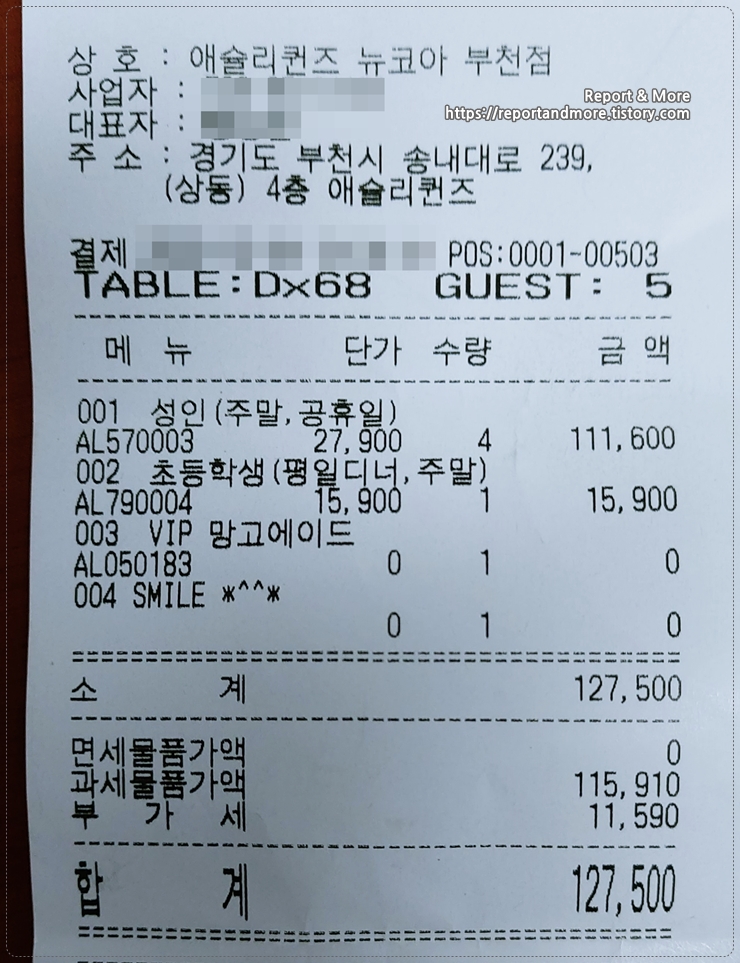 상 호 : 애슐리퀸즈 뉴코아 부천점
사업자 :
Report & More
https://reportandmore.tistory.com
대표자 :
주 소 : 경기도 부천시 송내대로 239,
(상동) 4층 애슐리퀸즈
결제 POS:0001-00503
TABLE:Dx68 GUEST: 5
메 뉴 단가 수량 금 액
001 성인(주말,공휴일)
AL570003 27,900 4 111,600
002 초등학생(평일디너,주말)
AL790004 15,900 1 15,900
003 VIP 망고에이드
AL050183 0 1 0
004 SMILE *^^*
0 1 0
소 계 127,500
면세물품가액 0
과세물품가액 115,910
부 가 세 11,590
합 계 127,500